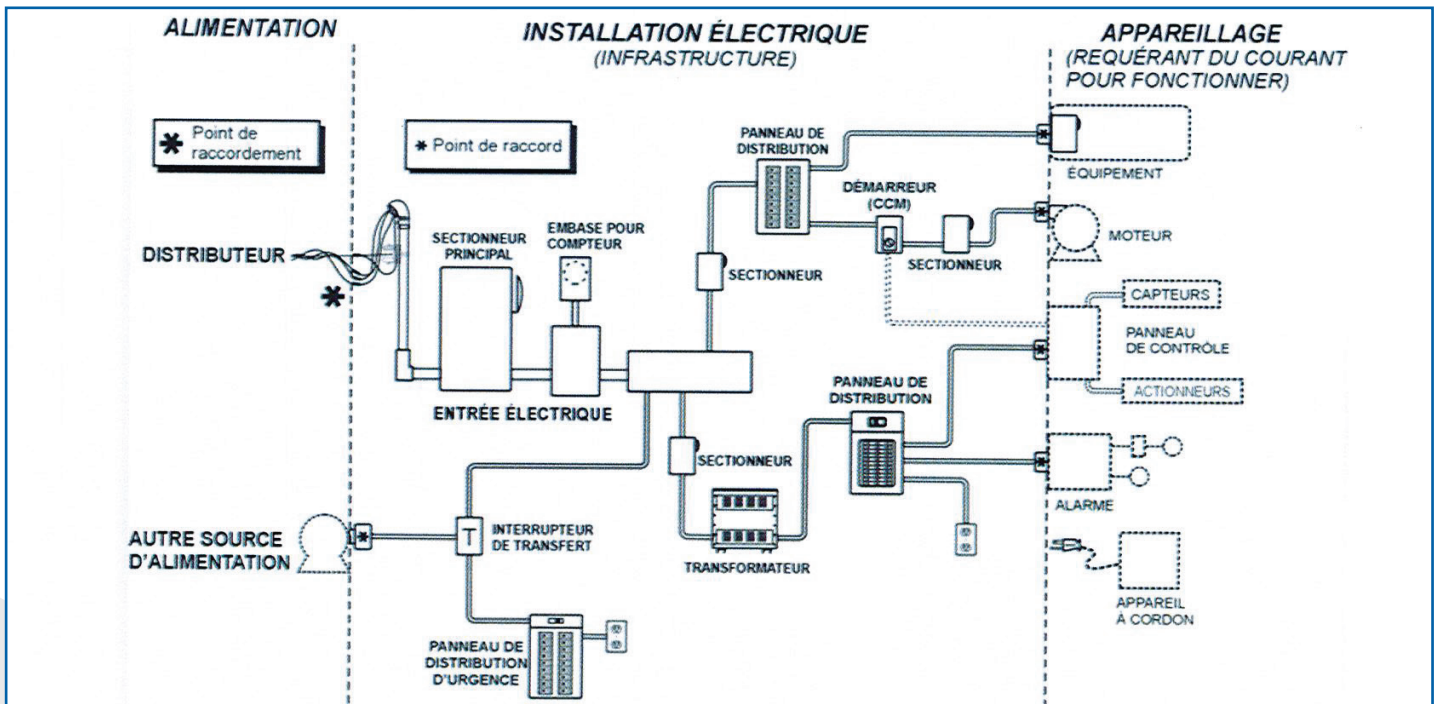 ALIMENTATION
INSTALLATION ÉLECTRIQUE
(INFRASTRUCTURE)
APPAREILLAGE
(REQUÉRANT DU COURANT
POUR FONCTIONNER)
* Point de
raccordement
* Point de raccord
PANNEAU DE
DISTRIBUTION
ÉQUIPEMENT
DÉMARREUR
(CCM)
SECTIONNEUR
MOTEUR
DISTRIBUTEUR
*
SECTIONNEUR
PRINCIPAL
EMBASE POUR
COMPTEUR
SECTIONNEUR
ENTRÉE ÉLECTRIQUE
CAPTEURS
PANNEAU
DE CONTRÔLE
ACTIONNEURS
PANNEAU DE
DISTRIBUTION
SECTIONNEUR
TRANSFORMATEUR
ALARME
APPAREIL
À CORDON
AUTRE SOURCE
D'ALIMENTATION
T
INTERRUPTEUR
DE TRANSFERT
PANNEAU DE
DISTRIBUTION
D'URGENCE